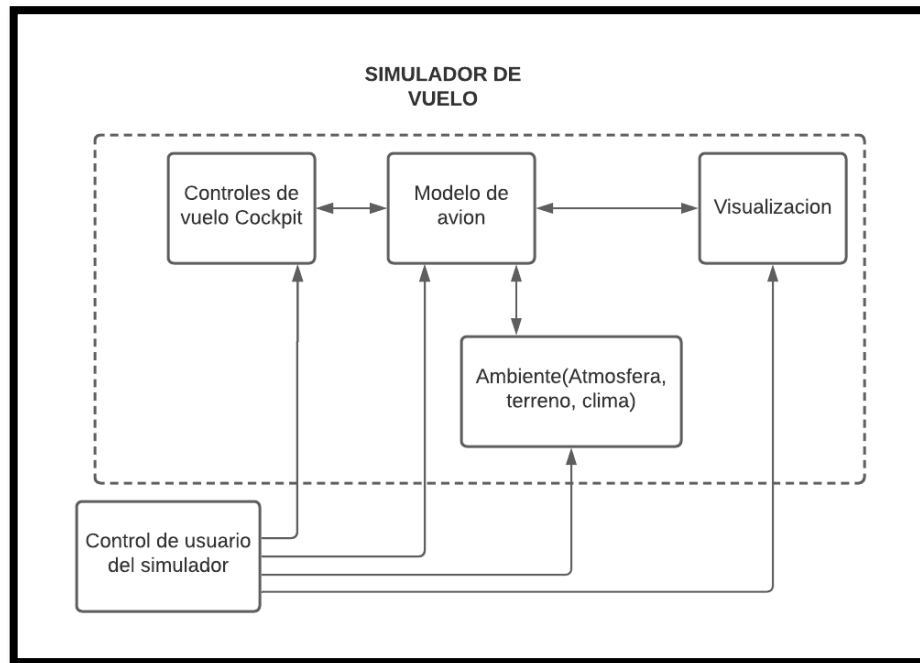 SIMULADOR DE
VUELO
Controles de
vuelo Cockpit
Modelo de
avion
Visualizacion
Ambiente(Atmosfera,
terreno, clima)
Control de usuario
del simulador